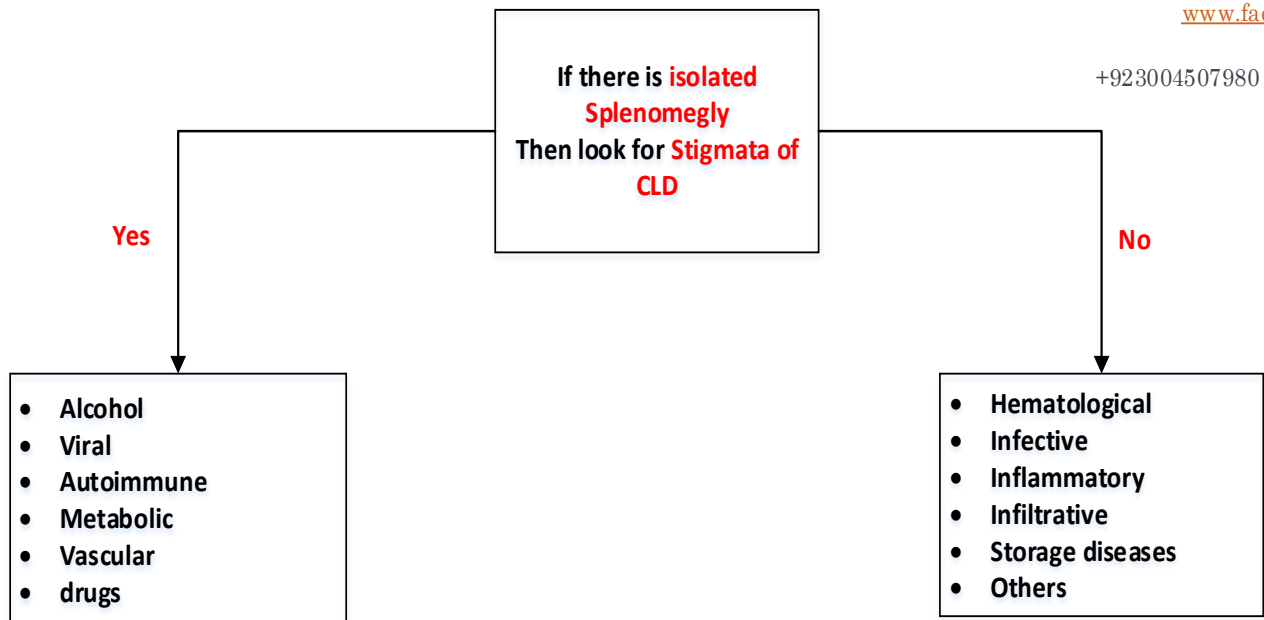 www.fac
+923004507980
If there is isolated
Splenomegly
Then look for Stigmata of
CLD
Yes
No
• Alcohol
• Viral
• Autoimmune
• Metabolic
• Vascular
• drugs
• Hematological
• Infective
• Inflammatory
• Infiltrative
• Storage diseases
• Others